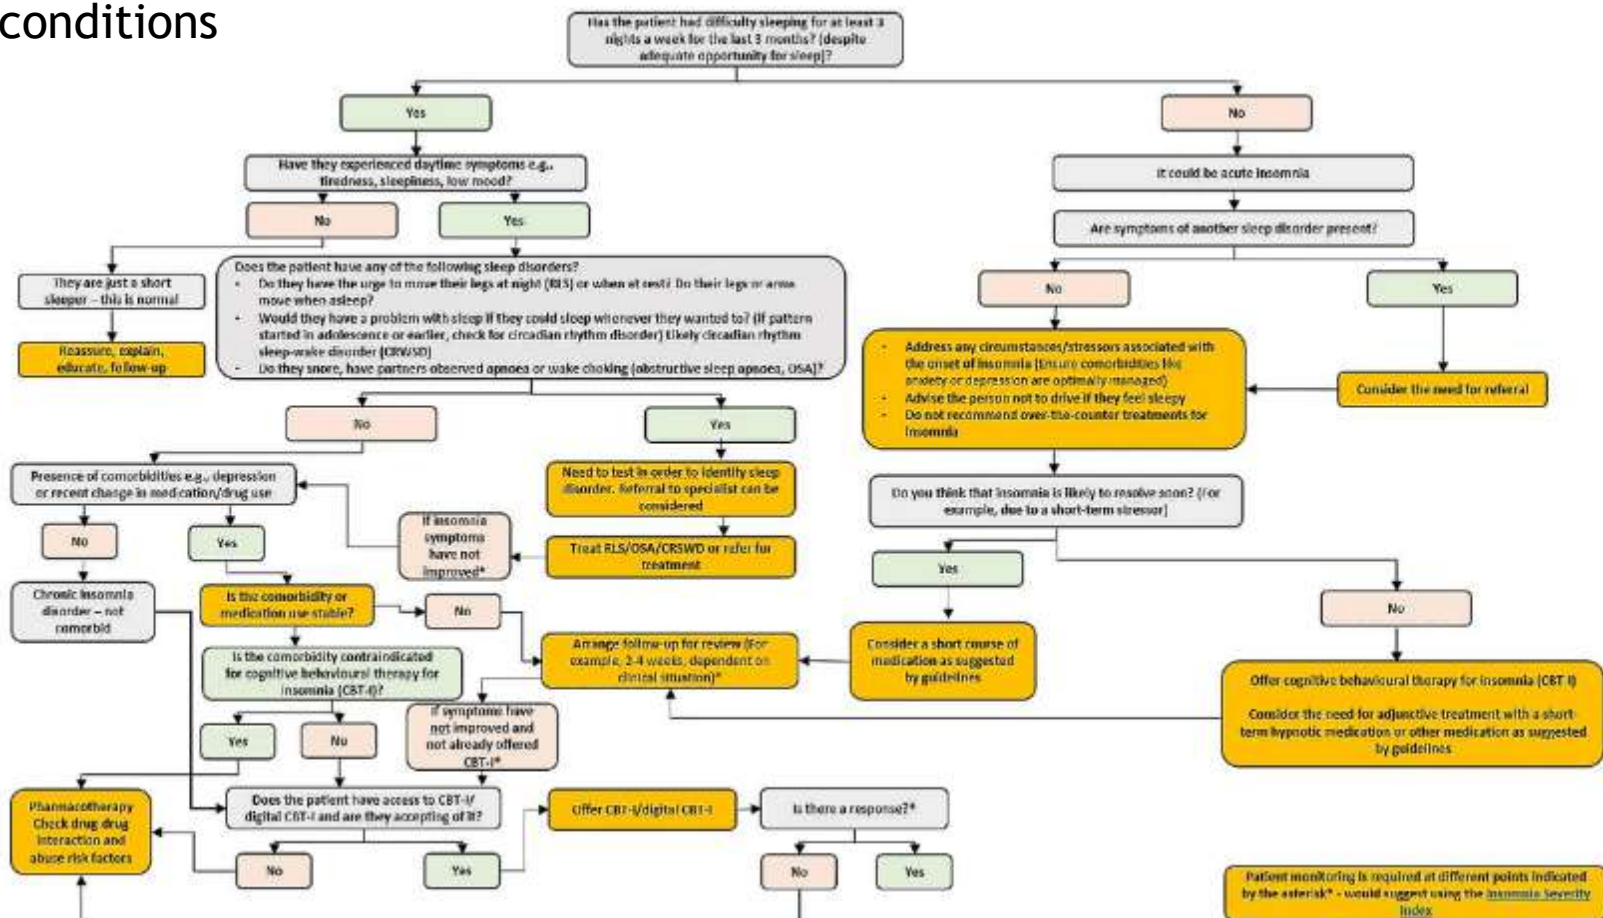 conditions
Has the patient had difficulty sleeping for at least 3
nights a week for the last 3 months? (despite
adequate opportunity for sleep)?
Yes
No
Have they experienced daytime symptoms e.g.,
tiredness, sleepiness, low mood?
No
Yes
They are just a short
sleeper – this is normal
Reassure, explain,
educate, follow-up
Does the patient have any of the following sleep disorders?
• Do they have the urge to move their legs at night (RLS) or when at rest? Do their legs or arms
move when asleep?
• Would they have a problem with sleep if they could sleep whenever they wanted to? (If pattern
started in adolescence or earlier, check for circadian rhythm disorder) Likely circadian rhythm
sleep-wake disorder (CRWSD)
• Do they snore, have partners observed apnoea or wake choking (obstructive sleep apnoea, OSA)?
No
Yes
Presence of comorbidities e.g., depression
or recent change in medication/drug use
No
Yes
Need to test in order to identify sleep
disorder. Referral to specialist can be
considered
Treat RLS/OSA/CRSWD or refer for
treatment
If insomnia
symptoms
have not
improved*
Chronic insomnia
disorder – not
comorbid
Is the comorbidity or
medication use stable?
No
Is the comorbidity contraindicated
for cognitive behavioural therapy for
insomnia (CBT-I)?
Yes
No
Arrange follow-up for review (For
example, 2-4 weeks, dependent on
clinical situation)*
If symptoms have
not improved and
not already offered
CBT-I*
Pharmacotherapy
Check drug drug
interaction and
abuse risk factors
Does the patient have access to CBT-I/
digital CBT-I and are they accepting of it?
No
Yes
Offer CBT-I/digital CBT-I
Is there a response?*
No
Yes
It could be acute insomnia
Are symptoms of another sleep disorder present?
No
Yes
• Address any circumstances/stressors associated with
the onset of insomnia (Ensure comorbidities like
anxiety or depression are optimally managed)
• Advise the person not to drive if they feel sleepy
• Do not recommend over-the-counter treatments for
insomnia
Consider the need for referral
Do you think that insomnia is likely to resolve soon? (For
example, due to a short-term stressor)
Yes
No
Consider a short course of
medication as suggested
by guidelines
Offer cognitive behavioural therapy for insomnia (CBT I)
Consider the need for adjunctive treatment with a short-
term hypnotic medication or other medication as suggested
by guidelines
Patient monitoring is required at different points indicated
by the asterisk* - would suggest using the Insomnia Severity
Index